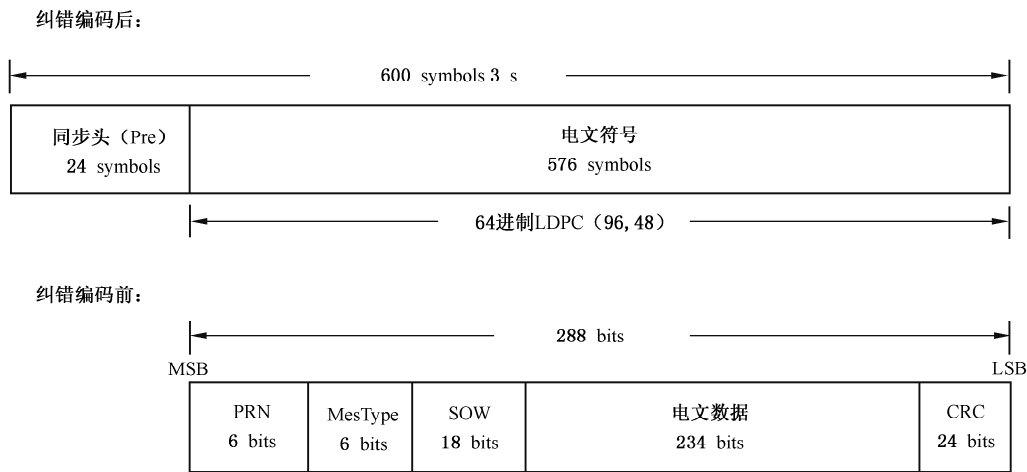 纠错编码后：
600 symbols 3 s
同步头（Pre）
24 symbols
电文符号
576 symbols
64进制LDPC（96,48）
纠错编码前：
288 bits
MSB
LSB
PRN
6 bits
MesType
6 bits
SOW
18 bits
电文数据
234 bits
CRC
24 bits